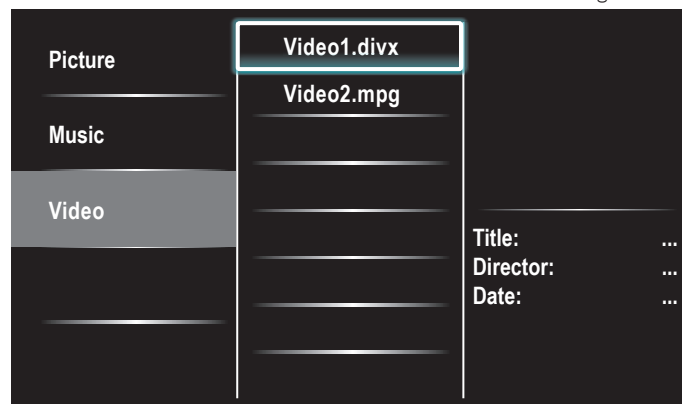 Picture
Music
Video
Video1.divx
Video2.mpg
Title: ...
Director: ...
Date: ...